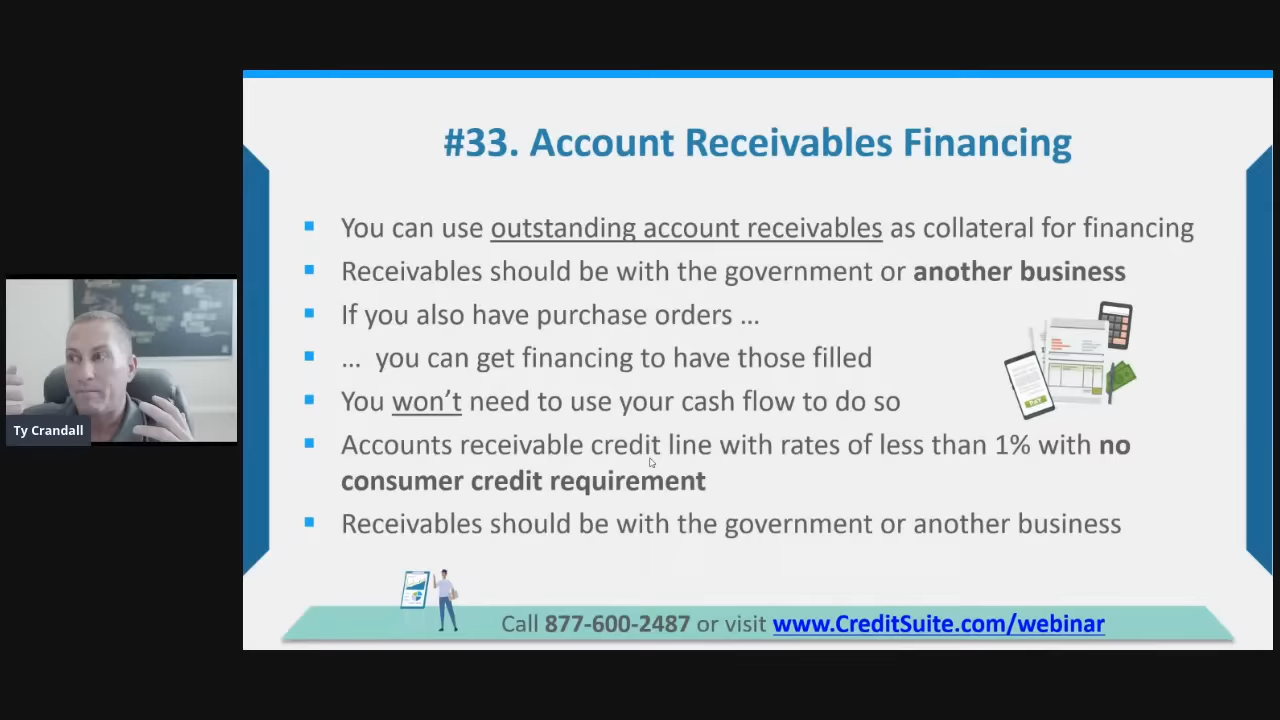 #33. Account Receivables Financing
You can use outstanding account receivables as collateral for financing
Receivables should be with the government or another business
If you also have purchase orders ...
... you can get financing to have those filled
You won't need to use your cash flow to do so
Accounts receivable credit line with rates of less than 1% with no
consumer credit requirement
Receivables should be with the government or another business
Ty Crandall
Call 877-600-2487 or visit www.CreditSuite.com/webinar